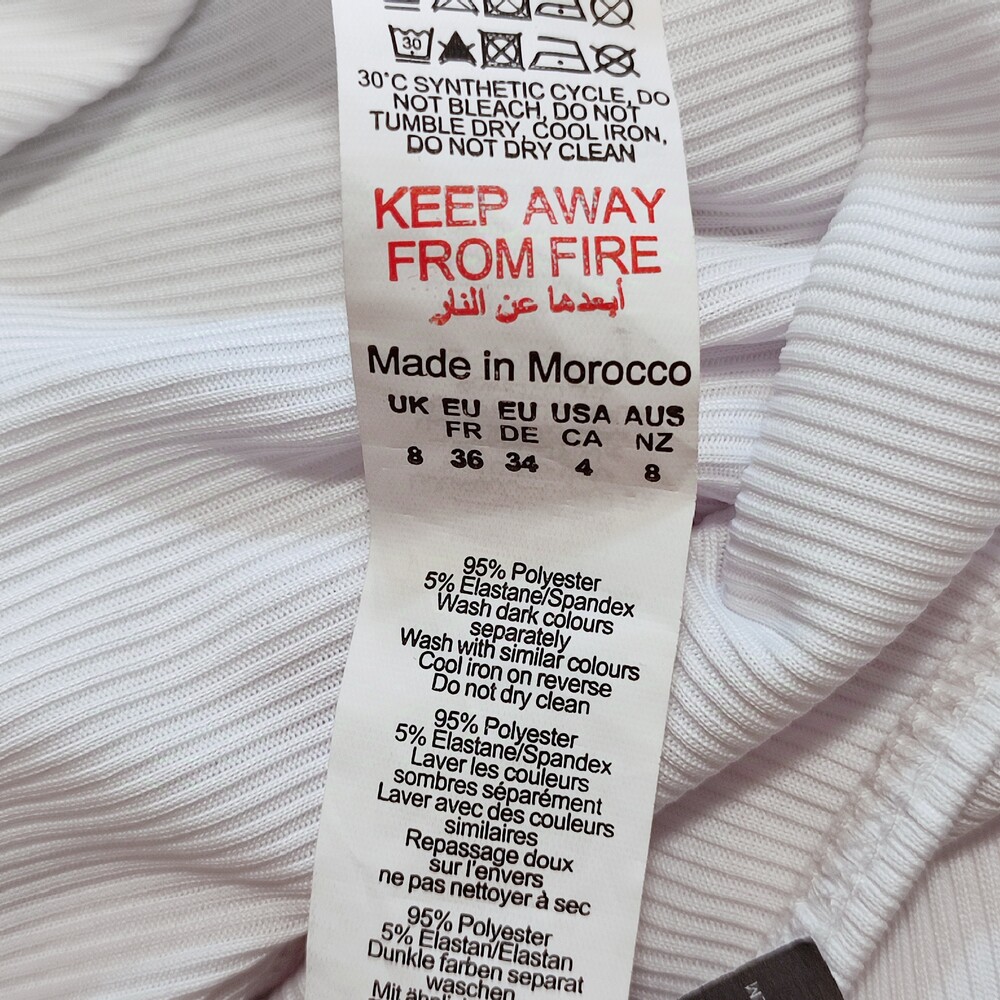 30
30°C SYNTHETIC CYCLE, DO
NOT BLEACH, DO NOT
TUMBLE DRY, COOL IRON,
DO NOT DRY CLEAN
KEEP AWAY
FROM FIRE
أبعدها عن النار
Made in Morocco
UK EU EU USA AUS
FR DE CA NZ
8 36 34 4 8
95% Polyester
5% Elastane/Spandex
Wash dark colours
separately
Wash with similar colours
Cool iron on reverse
Do not dry clean
95% Polyester
5% Elastane/Spandex
Laver les couleurs
sombres séparément
Laver avec des couleurs
similaires
Repassage doux
sur l'envers
ne pas nettoyer à sec
95% Polyester
5% Elastan/Elastan
Dunkle farben separat
waschen
Mit